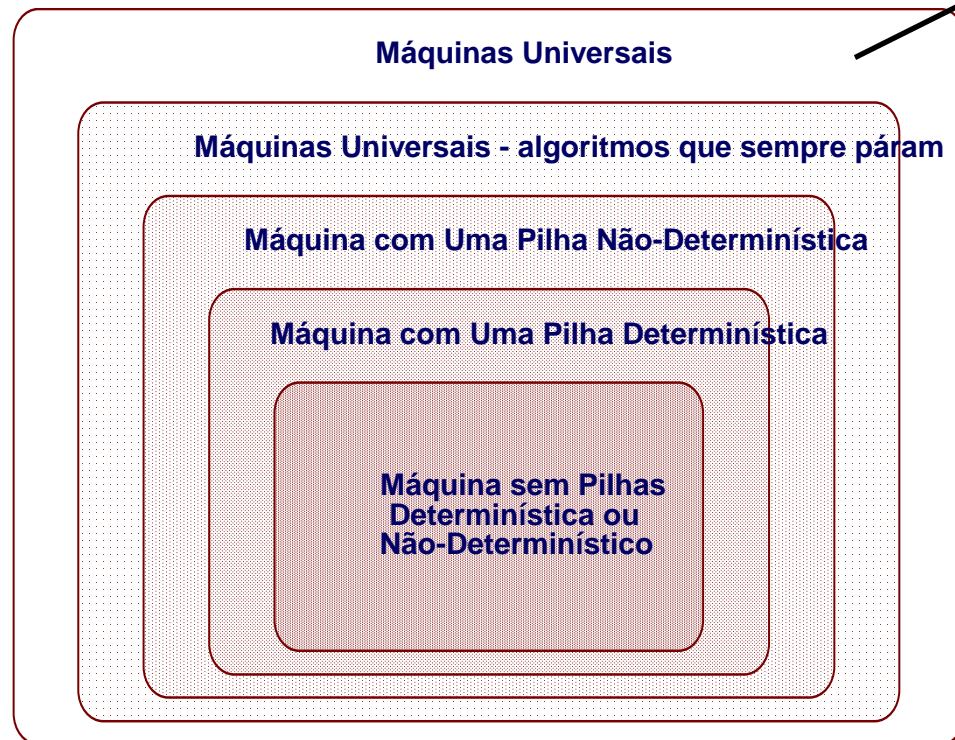 Máquinas Universais
Máquinas Universais - algoritmos que sempre páram
Máquina com Uma Pilha Não-Determinística
Máquina com Uma Pilha Determinística
Máquina sem Pilhas
Determinística ou
Não-Determinístico